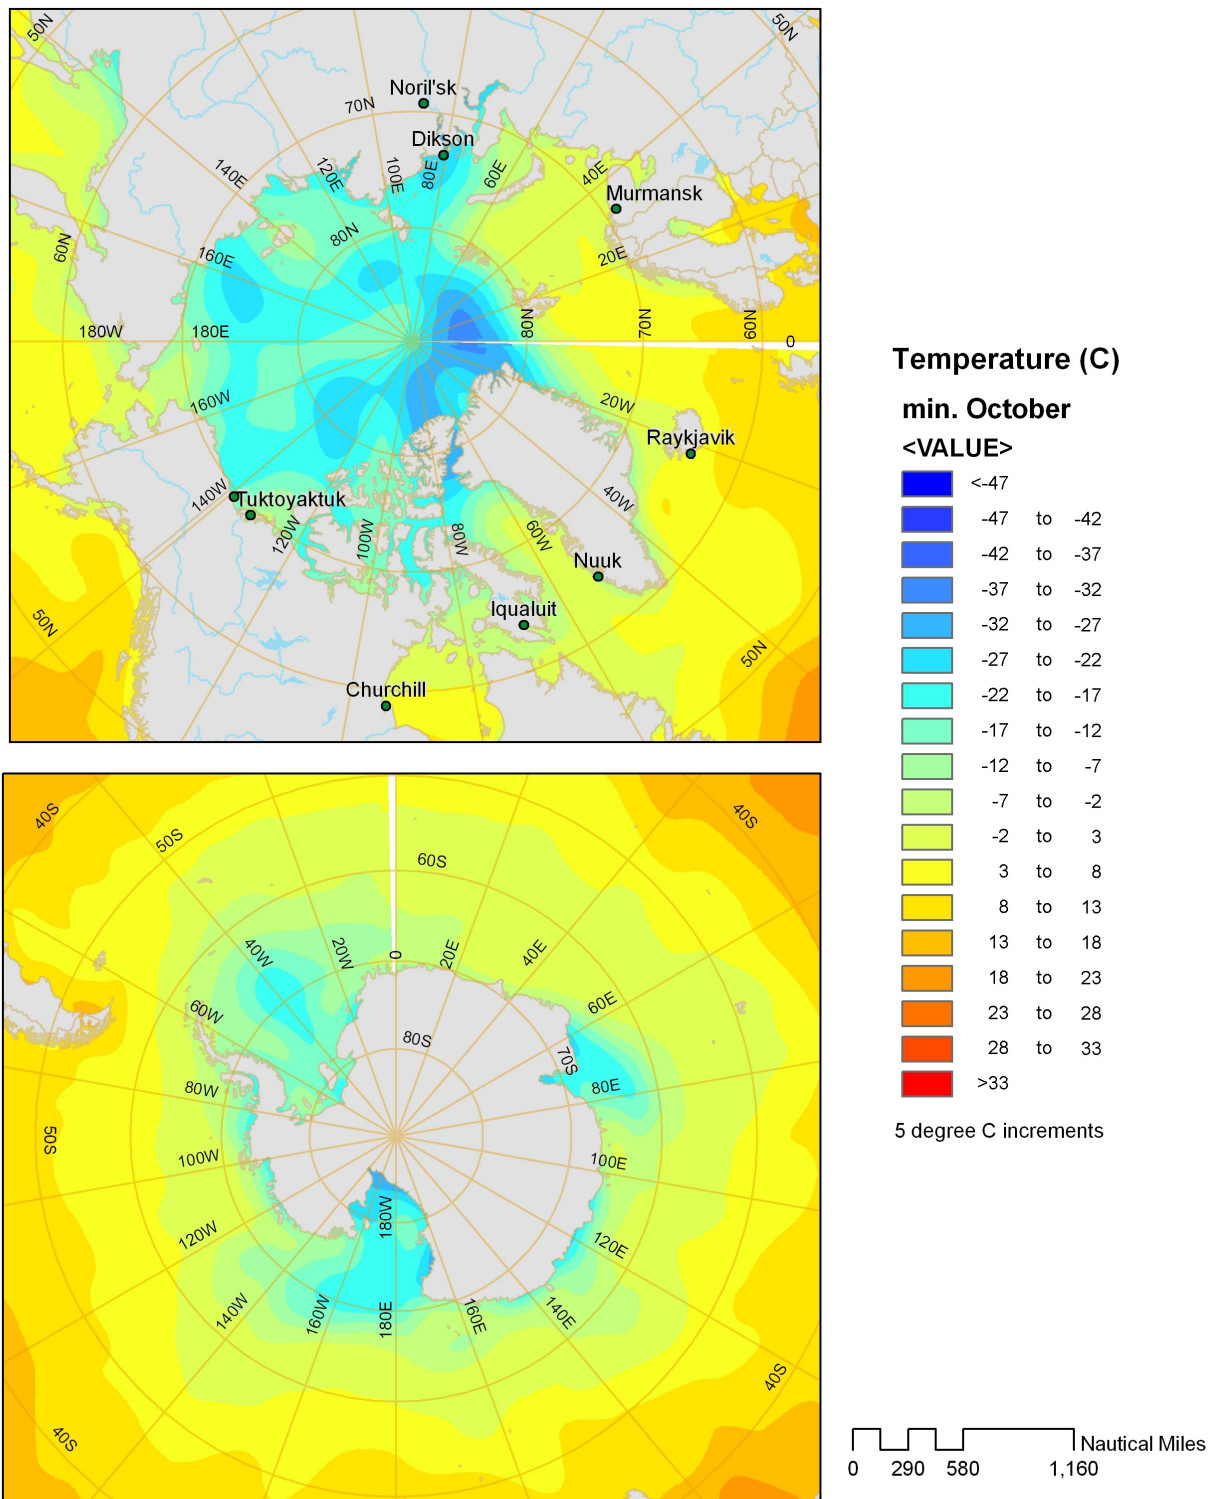 50N
50N
Noril'sk
70N
Dikson
140E
120E
100E
80E
60E
40E
Murmansk
60N
160E
80N
20E
180W
180E
80N
70N
60N
0
160W
20W
Raykjavik
140W
Tuktoyaktuk
120W
100W
80W
60W
40W
Nuuk
50N
Iqualuit
50N
Churchill
Temperature (C)
min. October
<VALUE>
<-47
-47 to -42
-42 to -37
-37 to -32
-32 to -27
-27 to -22
-22 to -17
-17 to -12
-12 to -7
-7 to -2
-2 to 3
3 to 8
8 to 13
13 to 18
18 to 23
23 to 28
28 to 33
>33
5 degree C increments
40S
50S
60S
40S
40W
20W
0
20E
40E
60W
60E
80S
70S
80W
80E
50S
100W
100E
180W
120W
120E
140W
160W
180E
160E
140E
40S
40S
Nautical Miles
0 290 580 1,160